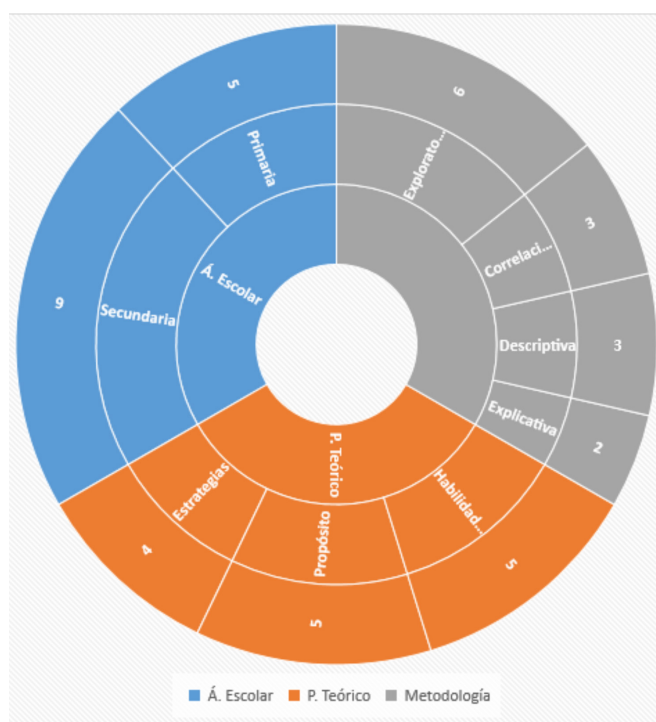 5
6
Primaria
Explorato...
Á. Escolar
Correlaci...
3
9
Secundaria
Descriptiva
3
Explicativa
2
P. Teórico
Estrategias
Propósito
Habilidad...
4
5
5
Á. Escolar P. Teórico Metodología